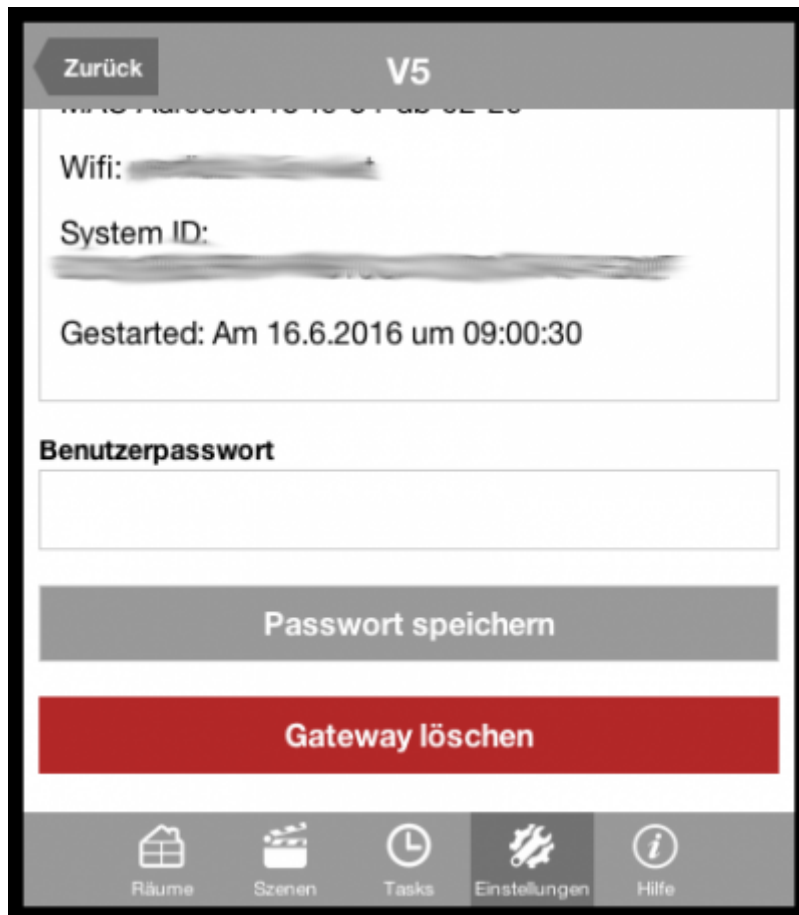 Zurück
V5
Wifi:
System ID:
Gestarted: Am 16.6.2016 um 09:00:30
Benutzerpasswort
Passwort speichern
Gateway löschen
Räume Szenen Tasks Einstellungen Hilfe